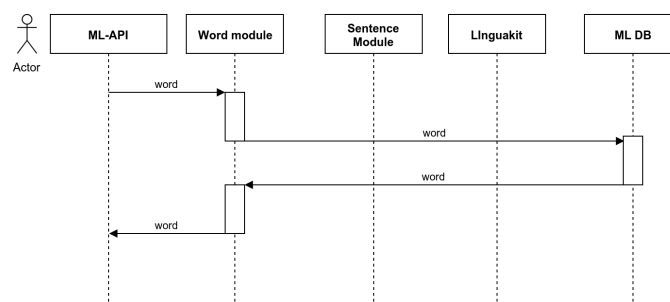 ML-API
Word module
Sentence
Module
LInguakit
ML DB
Actor
word
word
word
word